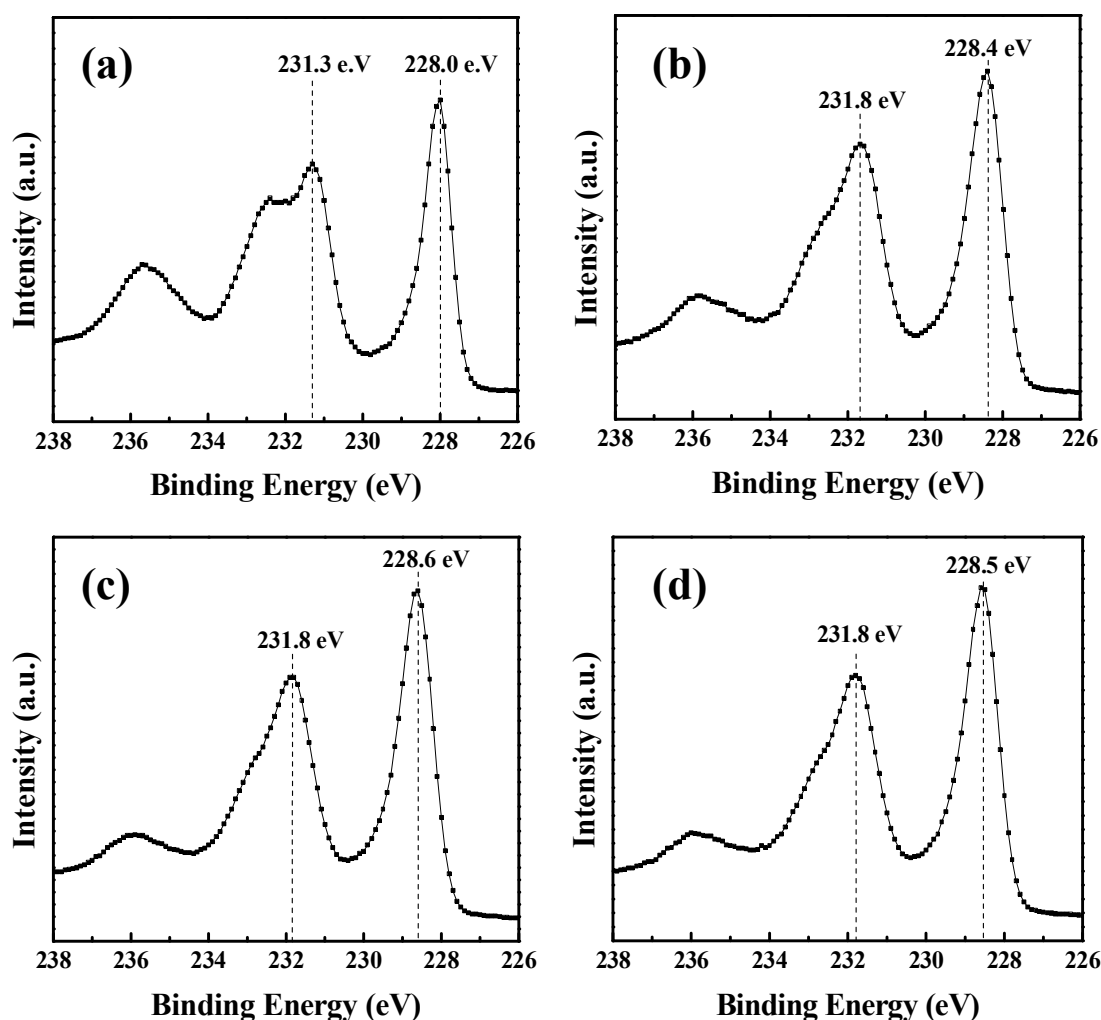 (a)
231.3 e.V 228.0 e.V
Intensity (a.u.)
238 236 234 232 230 228 226
Binding Energy (eV)
(b)
228.4 eV
231.8 eV
Intensity (a.u.)
238 236 234 232 230 228 226
Binding Energy (eV)
(c)
228.6 eV
231.8 eV
Intensity (a.u.)
238 236 234 232 230 228 226
Binding Energy (eV)
(d)
228.5 eV
231.8 eV
Intensity (a.u.)
238 236 234 232 230 228 226
Binding Energy (eV)